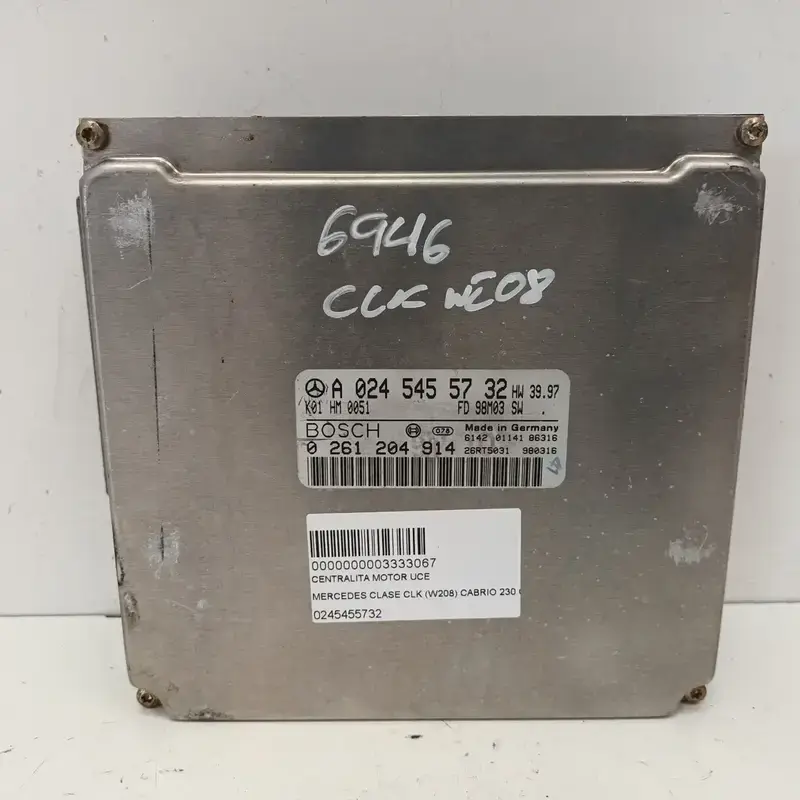 6946
CLK W208
A 024 545 57 32 HW 39.97
K01 HM 0051 FD 98M03 SW .
BOSCH 078 Made in Germany
6142 01141 86316
0 261 204 914 26RT5031 980316
0000000003333067
CENTRALITA MOTOR UCE
MERCEDES CLASE CLK (W208) CABRIO 230
0245455732